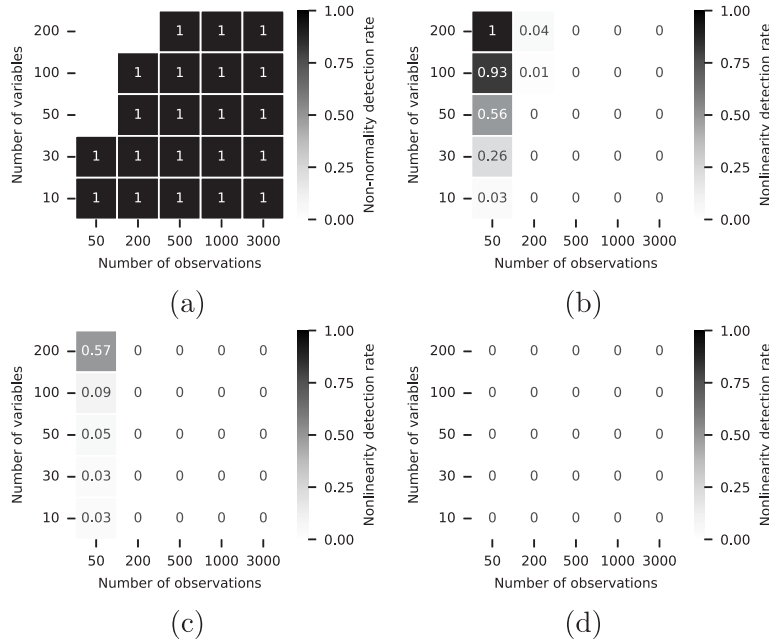 200 1 1 1 1.00
100 1 1 1 1 0.75
50 1 1 1 1 0.50
30 1 1 1 1 1 0.25
10 1 1 1 1 1 0.00
50 200 500 1000 3000
Number of observations
Number of variables
Non-normality detection rate
(a)
200 1 0.04 0 0 0 1.00
100 0.93 0.01 0 0 0 0.75
50 0.56 0 0 0 0 0.50
30 0.26 0 0 0 0 0.25
10 0.03 0 0 0 0 0.00
50 200 500 1000 3000
Number of observations
Number of variables
Nonlinearity detection rate
(b)
200 0.57 0 0 0 0 1.00
100 0.09 0 0 0 0 0.75
50 0.05 0 0 0 0 0.50
30 0.03 0 0 0 0 0.25
10 0.03 0 0 0 0 0.00
50 200 500 1000 3000
Number of observations
Number of variables
Nonlinearity detection rate
(c)
200 0 0 0 0 0 1.00
100 0 0 0 0 0 0.75
50 0 0 0 0 0 0.50
30 0 0 0 0 0 0.25
10 0 0 0 0 0 0.00
50 200 500 1000 3000
Number of observations
Number of variables
Nonlinearity detection rate
(d)